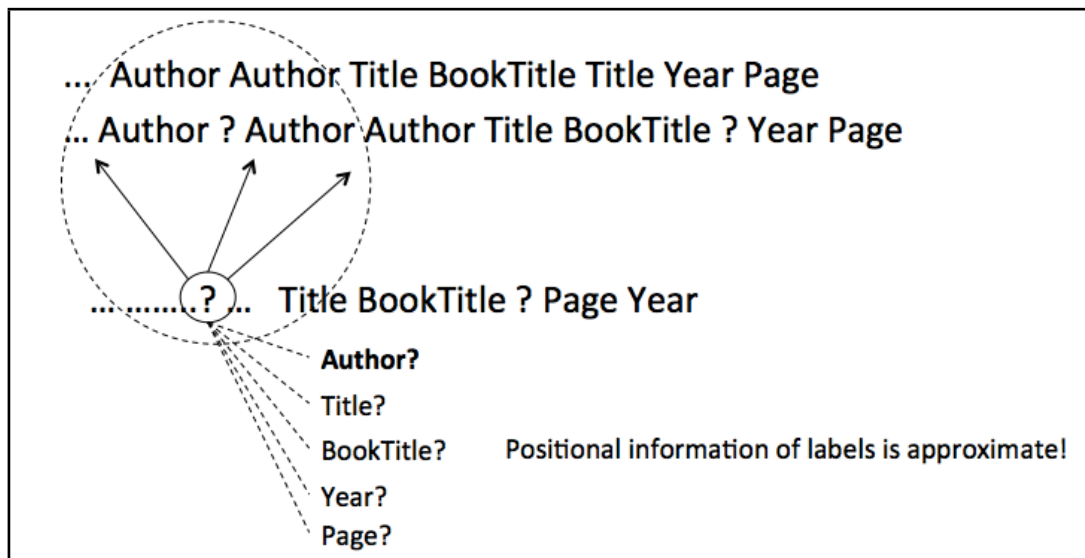 ... Author Author Title BookTitle Title Year Page
... Author ? Author Author Title BookTitle ? Year Page
... ........? ... Title BookTitle ? Page Year
Author?
Title?
BookTitle? Positional information of labels is approximate!
Year?
Page?